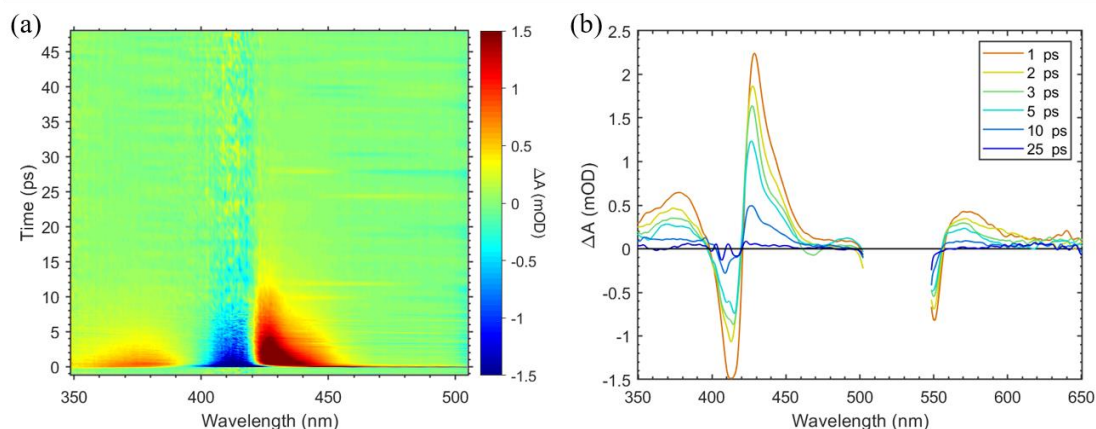 (a)
45
40
35
30
25
20
15
10
5
0
Time (ps)
350
400
450
500
Wavelength (nm)
1.5
1
0.5
0
-0.5
-1
-1.5
ΔA (mOD)
(b)
2.5
2
1.5
1
0.5
0
-0.5
-1
-1.5
ΔA (mOD)
350
400
450
500
550
600
650
Wavelength (nm)
1 ps
2 ps
3 ps
5 ps
10 ps
25 ps